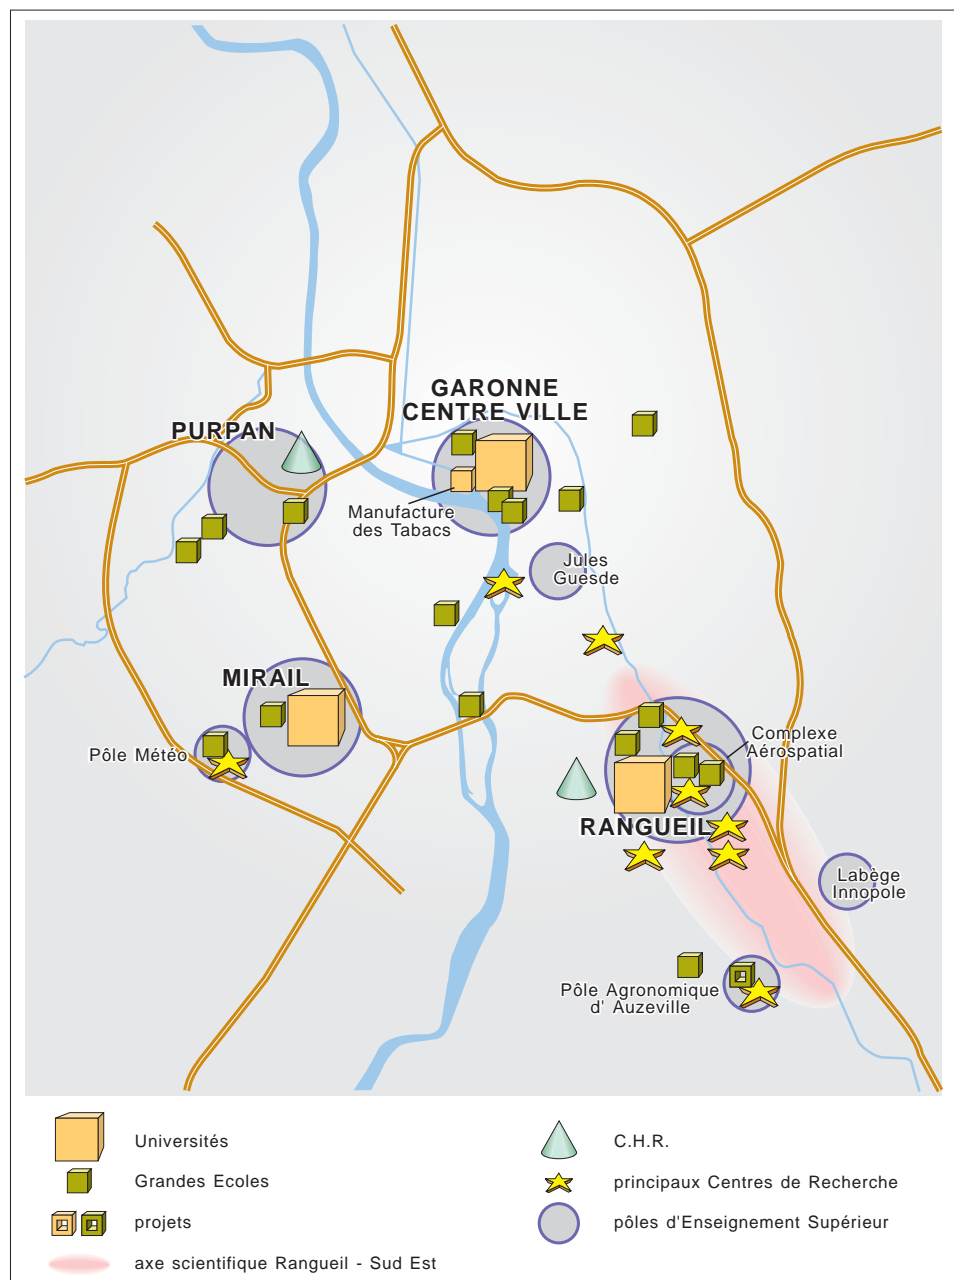 GARONNE
CENTRE VILLE
PURPAN
Manufacture
des Tabacs
Jules
Guesde
MIRAIL
Pôle Météo
Complexe
Aérospatial
RANGUEIL
Labège
Innopole
Pôle Agronomique
d' Auzeville
Universités
C.H.R.
Grandes Ecoles
principaux Centres de Recherche
projets
pôles d'Enseignement Supérieur
axe scientifique Rangueil - Sud Est